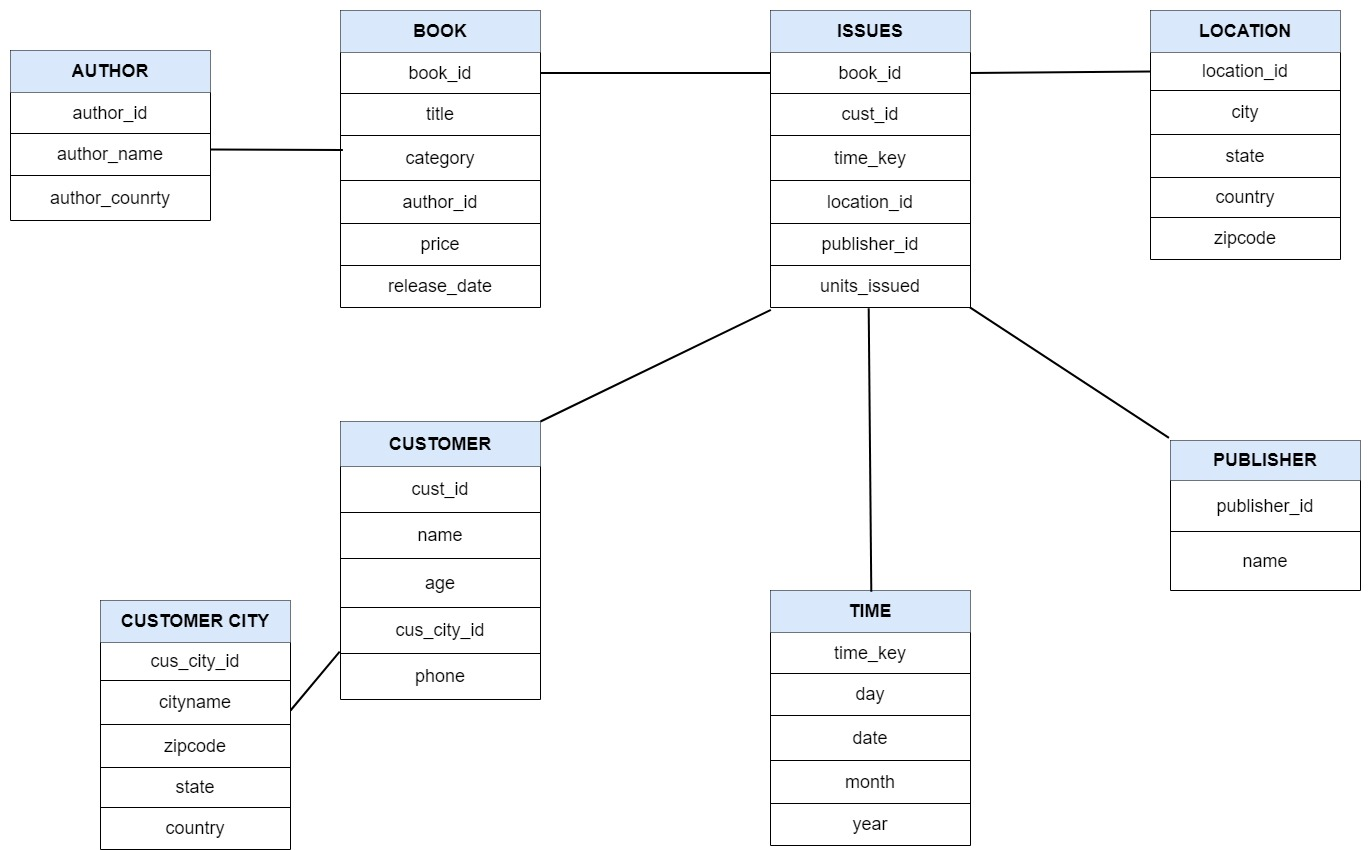 AUTHOR
author_id
author_name
author_counrty
BOOK
book_id
title
category
author_id
price
release_date
ISSUES
book_id
cust_id
time_key
location_id
publisher_id
units_issued
LOCATION
location_id
city
state
country
zipcode
CUSTOMER
cust_id
name
age
cus_city_id
phone
CUSTOMER CITY
cus_city_id
cityname
zipcode
state
country
TIME
time_key
day
date
month
year
PUBLISHER
publisher_id
name